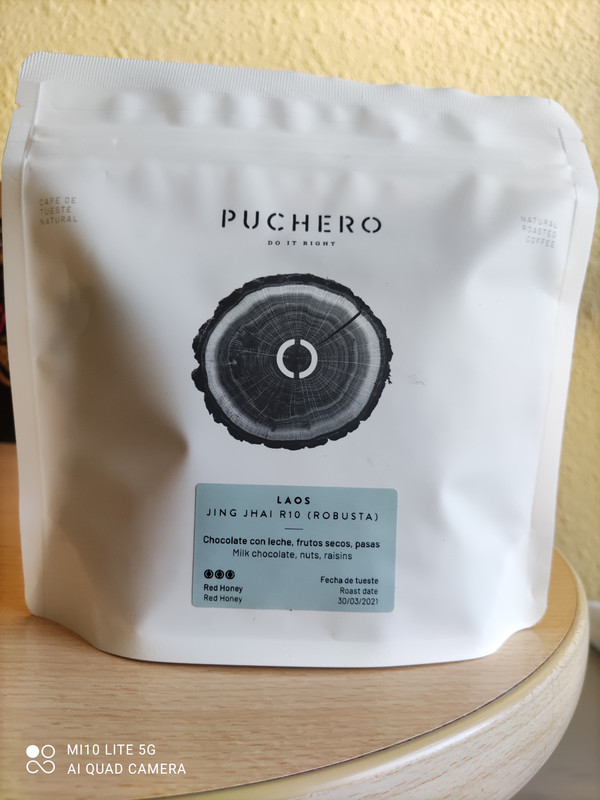 CAFÉ DE
TUESTE
NATURAL
PUCHERO
DO IT RIGHT
NATURAL
ROASTED
COFFEE
LAOS
JING JHAI R10 (ROBUSTA)
Chocolate con leche, frutos secos, pasas
Milk chocolate, nuts, raisins
Red Honey
Red Honey
Fecha de tueste
Roast date
30/03/2021
MI10 LITE 5G
AI QUAD CAMERA